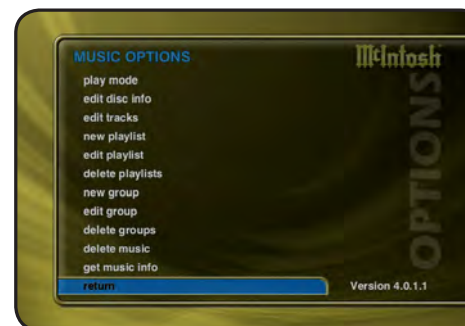 MUSIC OPTIONS
McIntosh
play mode
edit disc info
edit tracks
new playlist
edit playlist
delete playlists
new group
edit group
delete groups
delete music
get music info
return
Version 4.0.1.1
OPTIONS